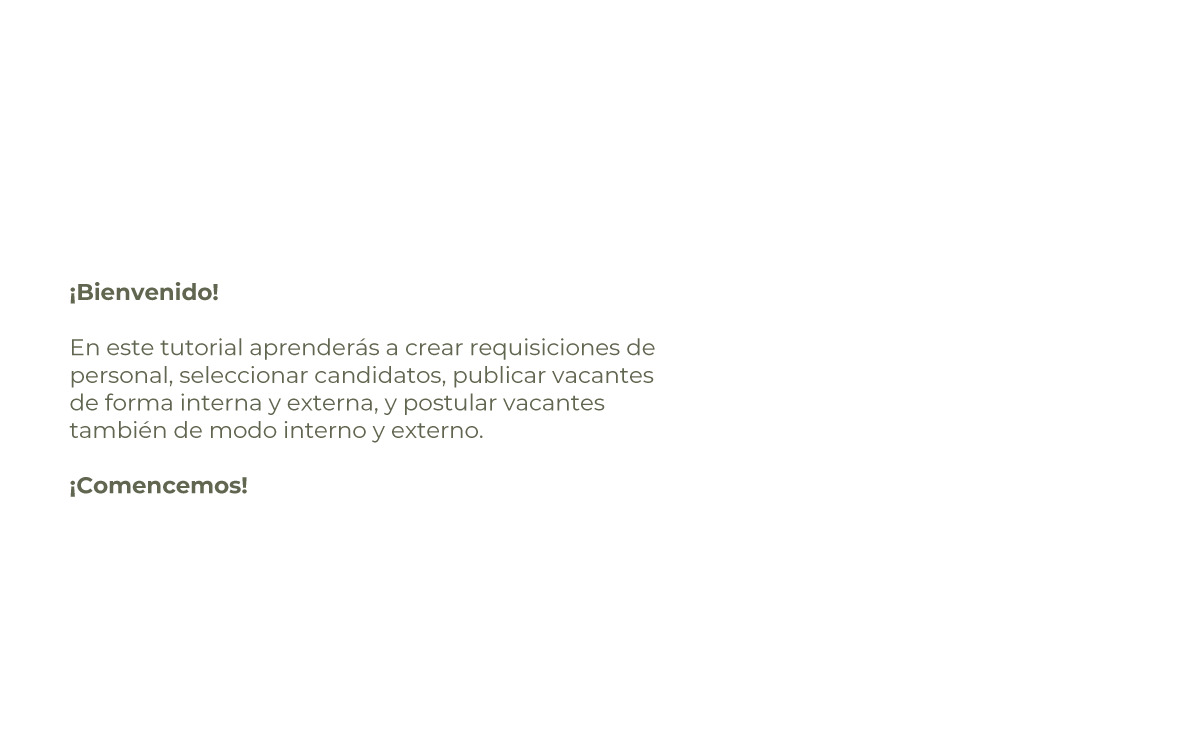 ¡Bienvenido!
En este tutorial aprenderás a crear requisiciones de
personal, seleccionar candidatos, publicar vacantes
de forma interna y externa, y postular vacantes
también de modo interno y externo.
¡Comencemos!